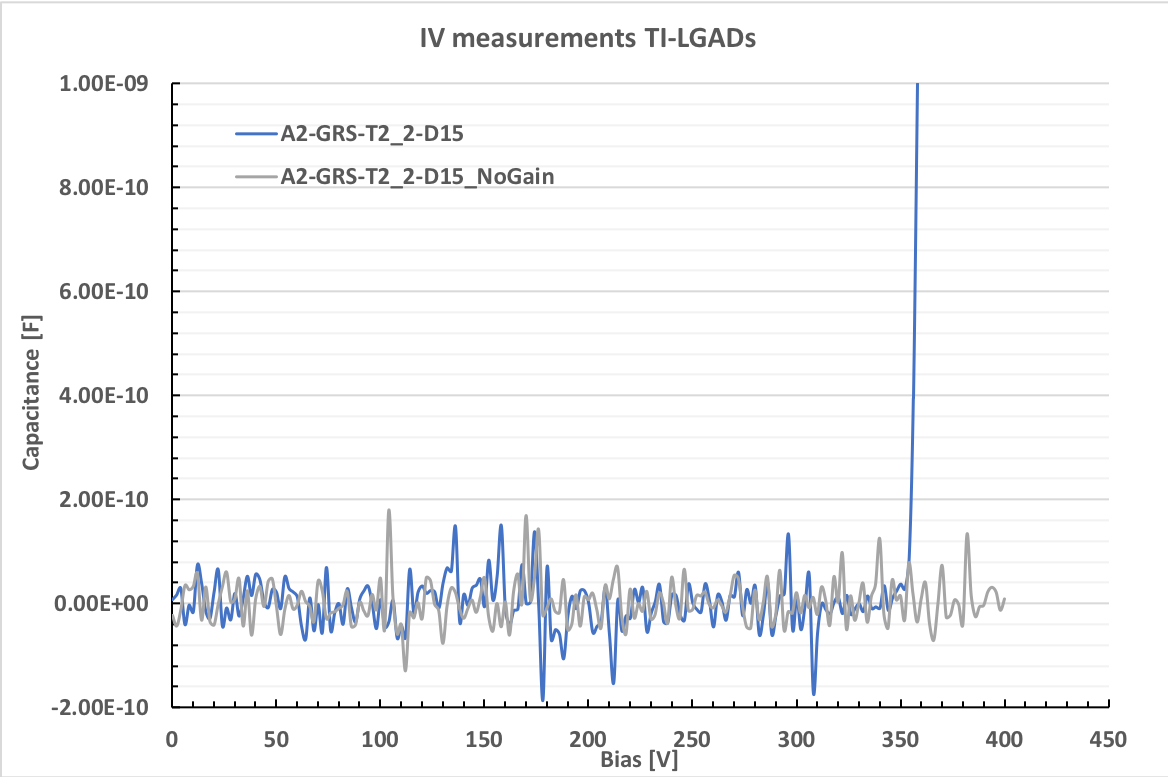 IV measurements TI-LGADs
1.00E-09
8.00E-10
6.00E-10
4.00E-10
2.00E-10
0.00E+00
-2.00E-10
Capacitance [F]
A2-GRS-T2_2-D15
A2-GRS-T2_2-D15_NoGain
0 50 100 150 200 250 300 350 400 450
Bias [V]